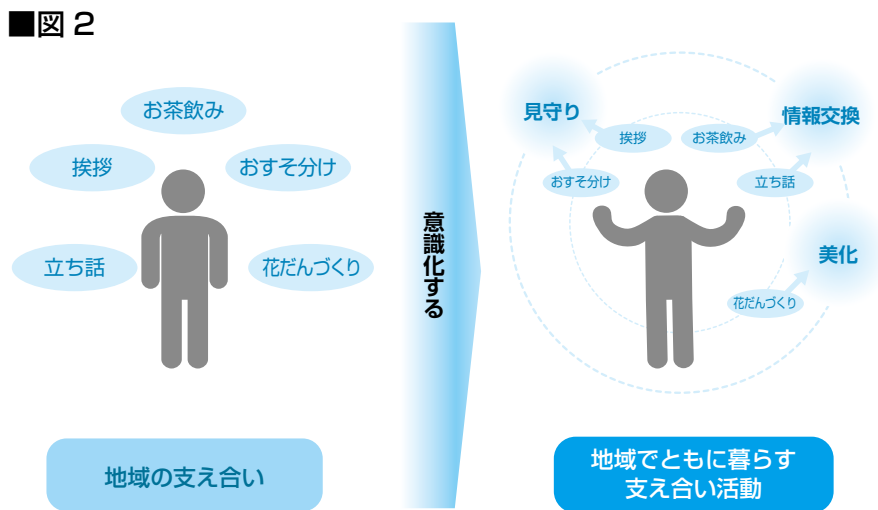 ■図 2
お茶飲み
挨拶
おすそ分け
立ち話
花だんづくり
地域の支え合い
意識化する
見守り
情報交換
挨拶
お茶飲み
おすそ分け
立ち話
美化
花だんづくり
地域でともに暮らす
支え合い活動